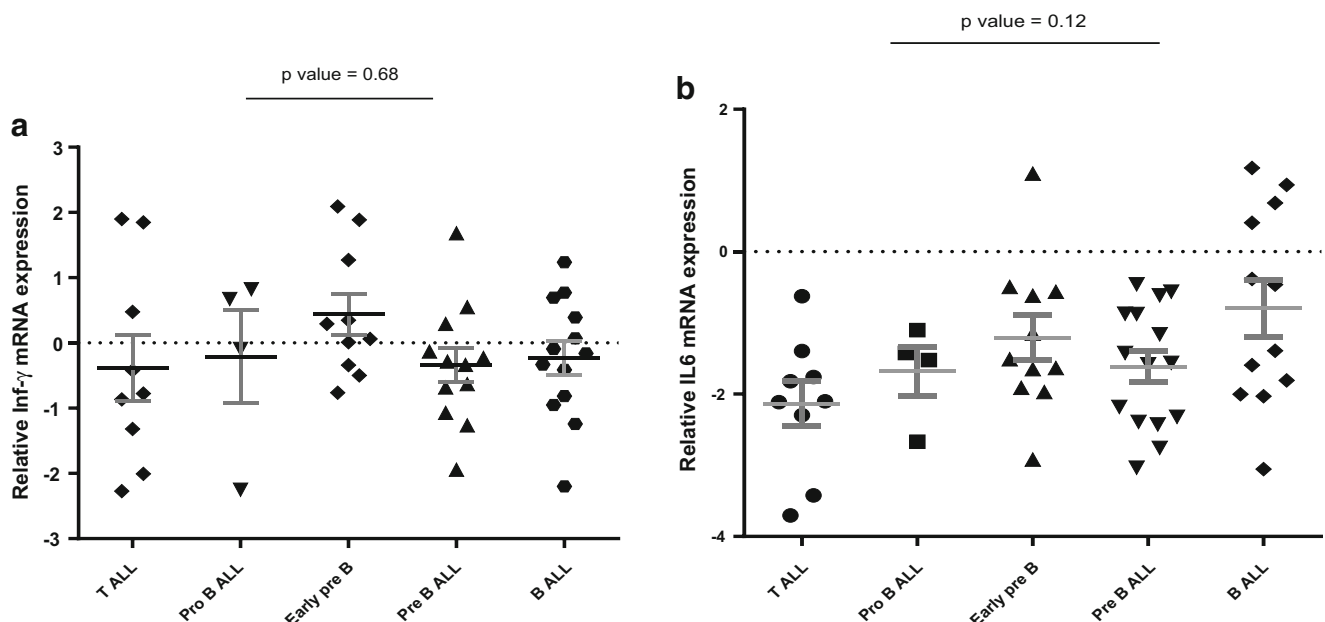 p value = 0.68
a
Relative Inf-γ mRNA expression
3
2
1
0
-1
-2
-3
T ALL
Pro B ALL
Early pre B
Pre B ALL
B ALL
p value = 0.12
b
Relative IL6 mRNA expression
2
0
-2
-4
T ALL
Pro B ALL
Early pre B
Pre B ALL
B ALL